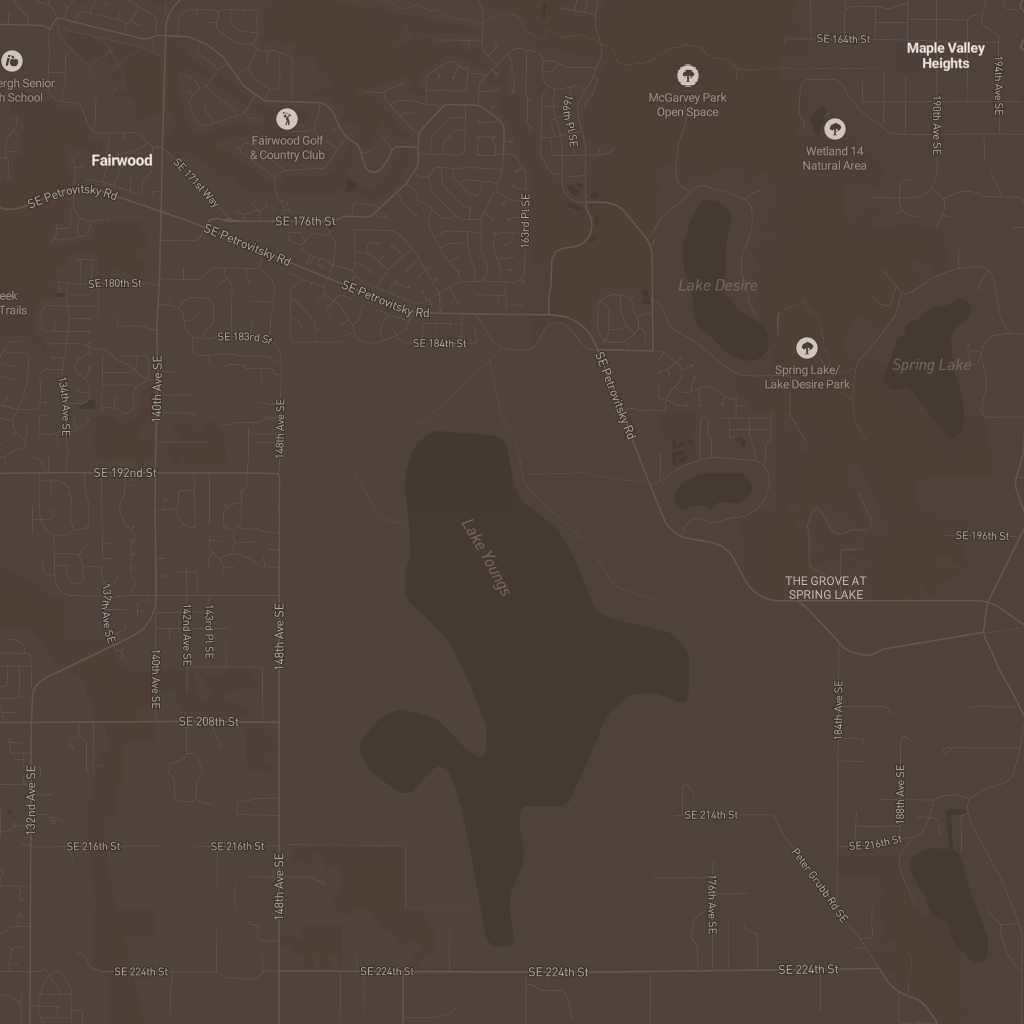 SE 164th St
Maple Valley
Heights
194th Ave SE
ergh Senior
h School
McGarvey Park
Open Space
190th Ave SE
166th Pl SE
Fairwood Golf
& Country Club
Wetland 14
Natural Area
Fairwood
SE 171st Way
SE Petrovitsky Rd
163rd Pl SE
SE 176th St
SE Petrovitsky Rd
SE 180th St
Lake Desire
eek
Trails
SE Petrovitsky Rd
SE 183rd St
SE 184th St
Spring Lake/
Lake Desire Park
Spring Lake
SE Petrovitsky Rd
134th Ave SE
140th Ave SE
148th Ave SE
SE 192nd St
Lake Youngs
SE 196th St
THE GROVE AT
SPRING LAKE
137th Ave SE
142nd Ave SE
143rd Pl SE
148th Ave SE
140th Ave SE
184th Ave SE
SE 208th St
132nd Ave SE
188th Ave SE
SE 214th St
SE 216th St
SE 216th St
SE 216th St
148th Ave SE
176th Ave SE
Peter Grubb Rd SE
SE 224th St
SE 224th St
SE 224th St
SE 224th St